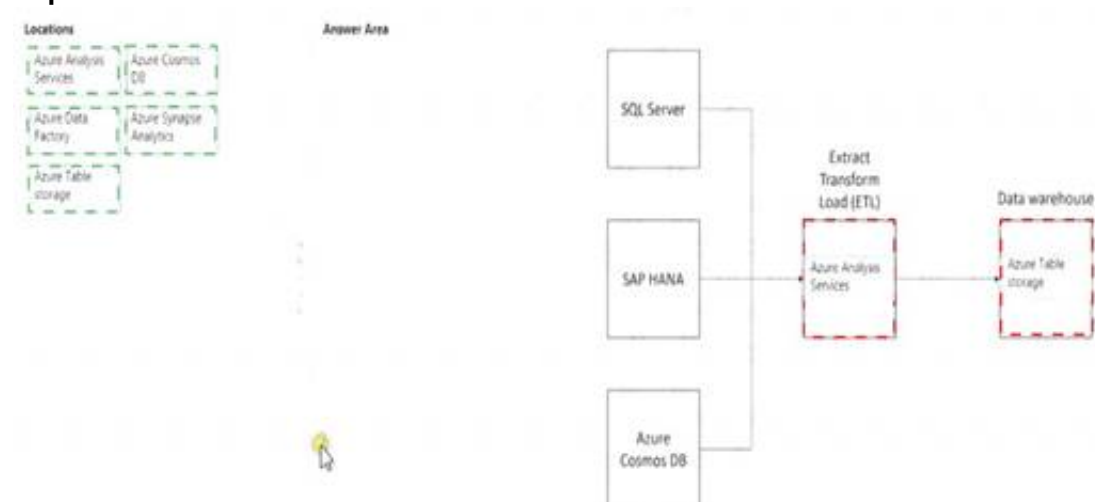 Locations
Answer Area
Azure Analysis
Services
Azure Cosmos
DB
Azure Data
Factory
Azure Synapse
Analytics
Azure Table
storage
SQL Server
SAP HANA
Azure
Cosmos DB
Extract
Transform
Load (ETL)
Azure Analysis
Services
Data warehouse
Azure Table
storage